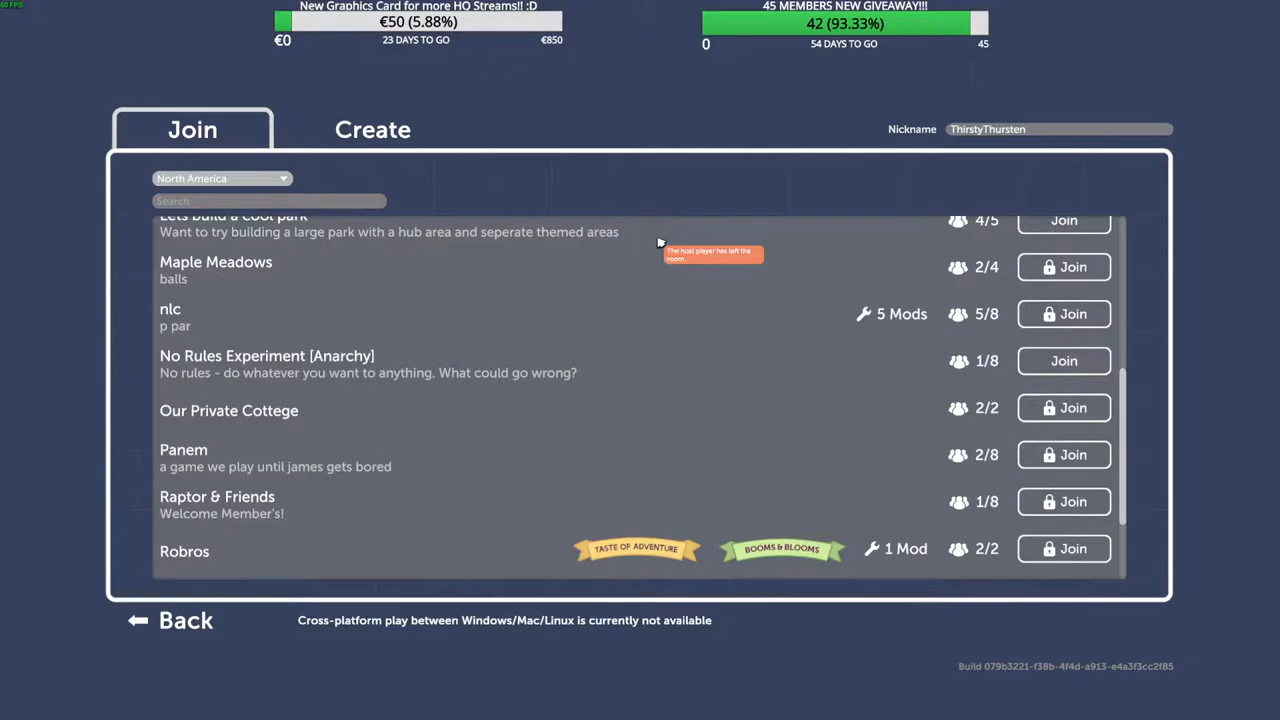 60 FPS
New Graphics Card for more HQ Streams!! :D
€50 (5.88%)
€0
23 DAYS TO GO
€850
45 MEMBERS NEW GIVEAWAY!!!
42 (93.33%)
0
54 DAYS TO GO
45
Join
Create
Nickname
ThirstyThursten
North America
Search
Lets build a cool park
Want to try building a large park with a hub area and seperate themed areas
4/5
Join
The host player has left the
room.
Maple Meadows
balls
2/4
Join
nlc
p par
5 Mods
5/8
Join
No Rules Experiment [Anarchy]
No rules - do whatever you want to anything. What could go wrong?
1/8
Join
Our Private Cottege
2/2
Join
Panem
a game we play until james gets bored
2/8
Join
Raptor & Friends
Welcome Member's!
1/8
Join
Robros
TASTE OF ADVENTURE
BOOMS & BLOOMS
1 Mod
2/2
Join
Back
Cross-platform play between Windows/Mac/Linux is currently not available
Build 079b3221-f38b-4f4d-a913-e4a3f3cc2f85